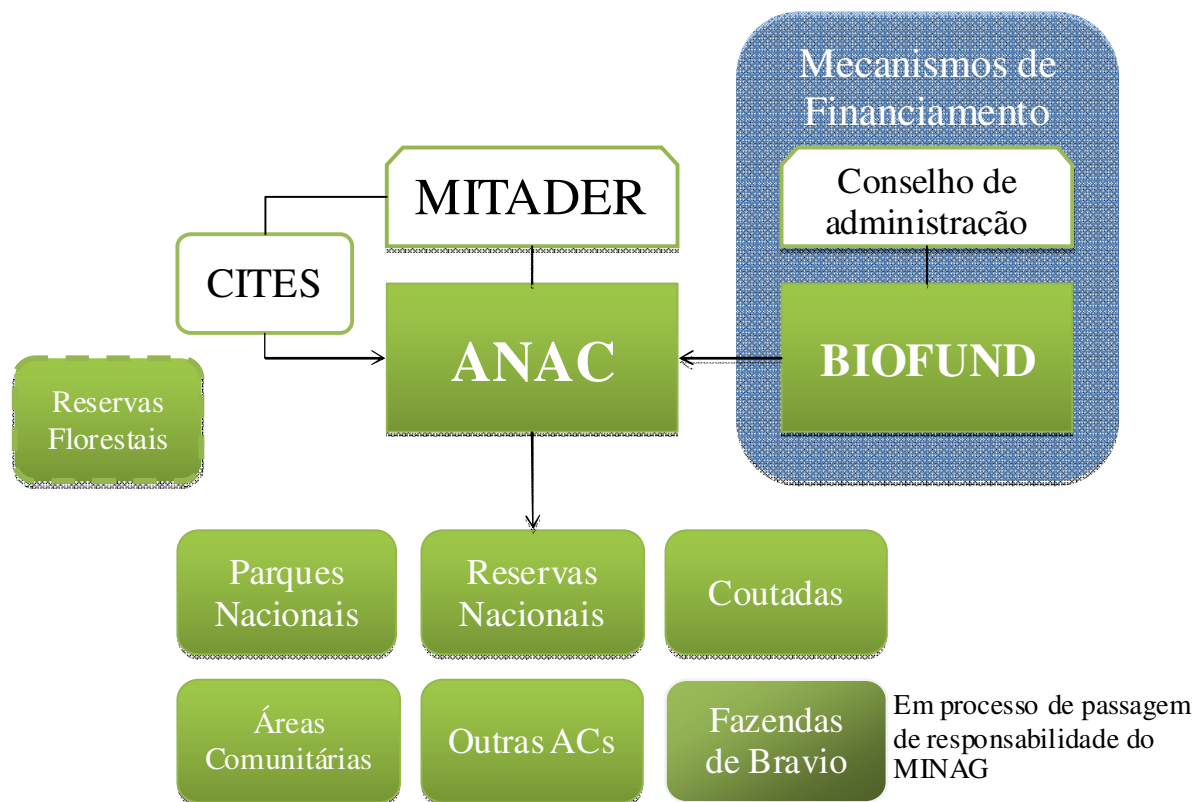 Mecanismos de
Financiamento
MITADER
Conselho de
administração
CITES
ANAC
BIOFUND
Reservas
Florestais
Parques
Nacionais
Reservas
Nacionais
Coutadas
Áreas
Comunitárias
Outras ACs
Fazendas
de Bravio
Em processo de passagem
de responsabilidade do
MINAG